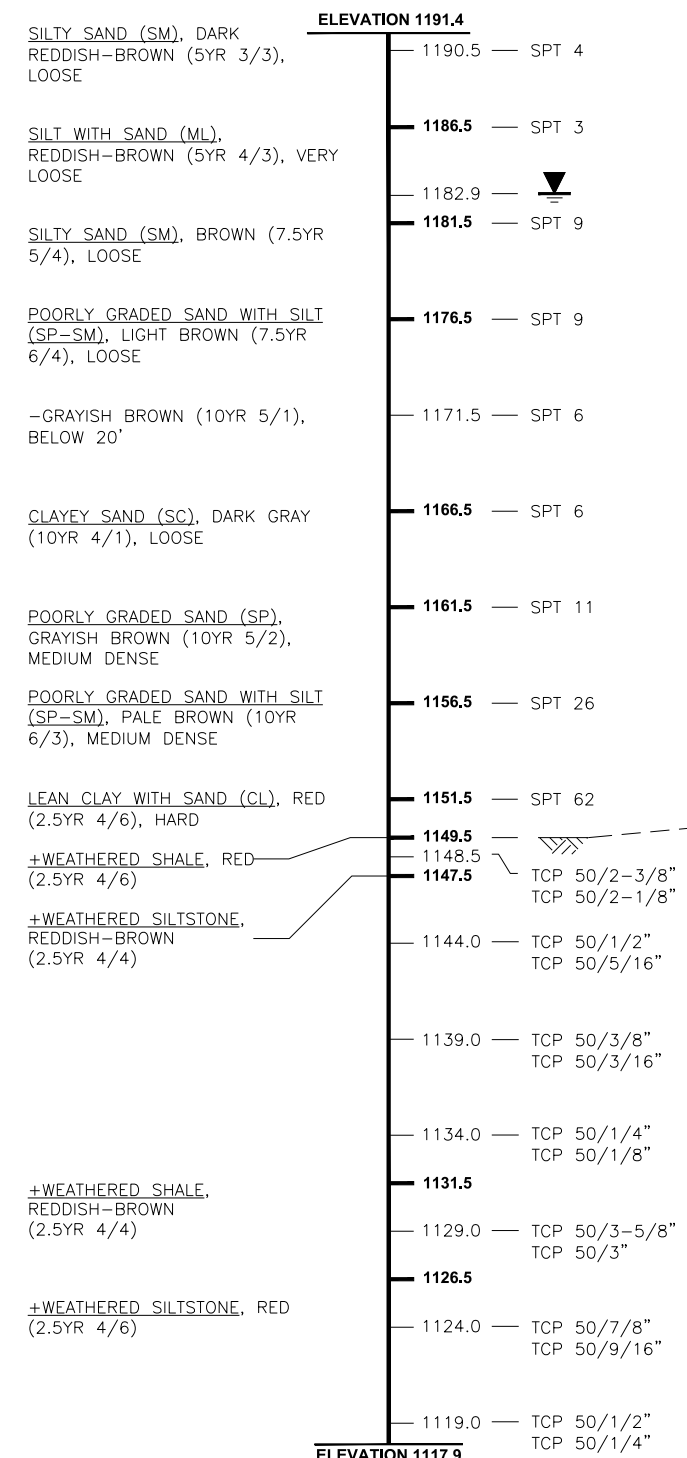 ELEVATION 1191.4
SILTY SAND (SM), DARK
REDDISH-BROWN (5YR 3/3),
LOOSE
1190.5 SPT 4
1186.5 SPT 3
SILT WITH SAND (ML),
REDDISH-BROWN (5YR 4/3), VERY
LOOSE
1182.9
1181.5 SPT 9
SILTY SAND (SM), BROWN (7.5YR
5/4), LOOSE
POORLY GRADED SAND WITH SILT
(SP-SM), LIGHT BROWN (7.5YR
6/4), LOOSE
1176.5 SPT 9
-GRAYISH BROWN (10YR 5/1),
BELOW 20'
1171.5 SPT 6
1166.5 SPT 6
CLAYEY SAND (SC), DARK GRAY
(10YR 4/1), LOOSE
1161.5 SPT 11
POORLY GRADED SAND (SP),
GRAYISH BROWN (10YR 5/2),
MEDIUM DENSE
POORLY GRADED SAND WITH SILT
(SP-SM), PALE BROWN (10YR
6/3), MEDIUM DENSE
1156.5 SPT 26
LEAN CLAY WITH SAND (CL), RED
(2.5YR 4/6), HARD
1151.5 SPT 62
1149.5
+WEATHERED SHALE, RED
(2.5YR 4/6)
1148.5 TCP 50/2-3/8"
TCP 50/2-1/8"
1147.5
+WEATHERED SILTSTONE,
REDDISH-BROWN
(2.5YR 4/4)
1144.0 TCP 50/1/2"
TCP 50/5/16"
1139.0 TCP 50/3/8"
TCP 50/3/16"
1134.0 TCP 50/1/4"
TCP 50/1/8"
1131.5
+WEATHERED SHALE,
REDDISH-BROWN
(2.5YR 4/4)
1129.0 TCP 50/3-5/8"
TCP 50/3"
1126.5
+WEATHERED SILTSTONE, RED
(2.5YR 4/6)
1124.0 TCP 50/7/8"
TCP 50/9/16"
1119.0 TCP 50/1/2"
TCP 50/1/4"
ELEVATION 1117.9